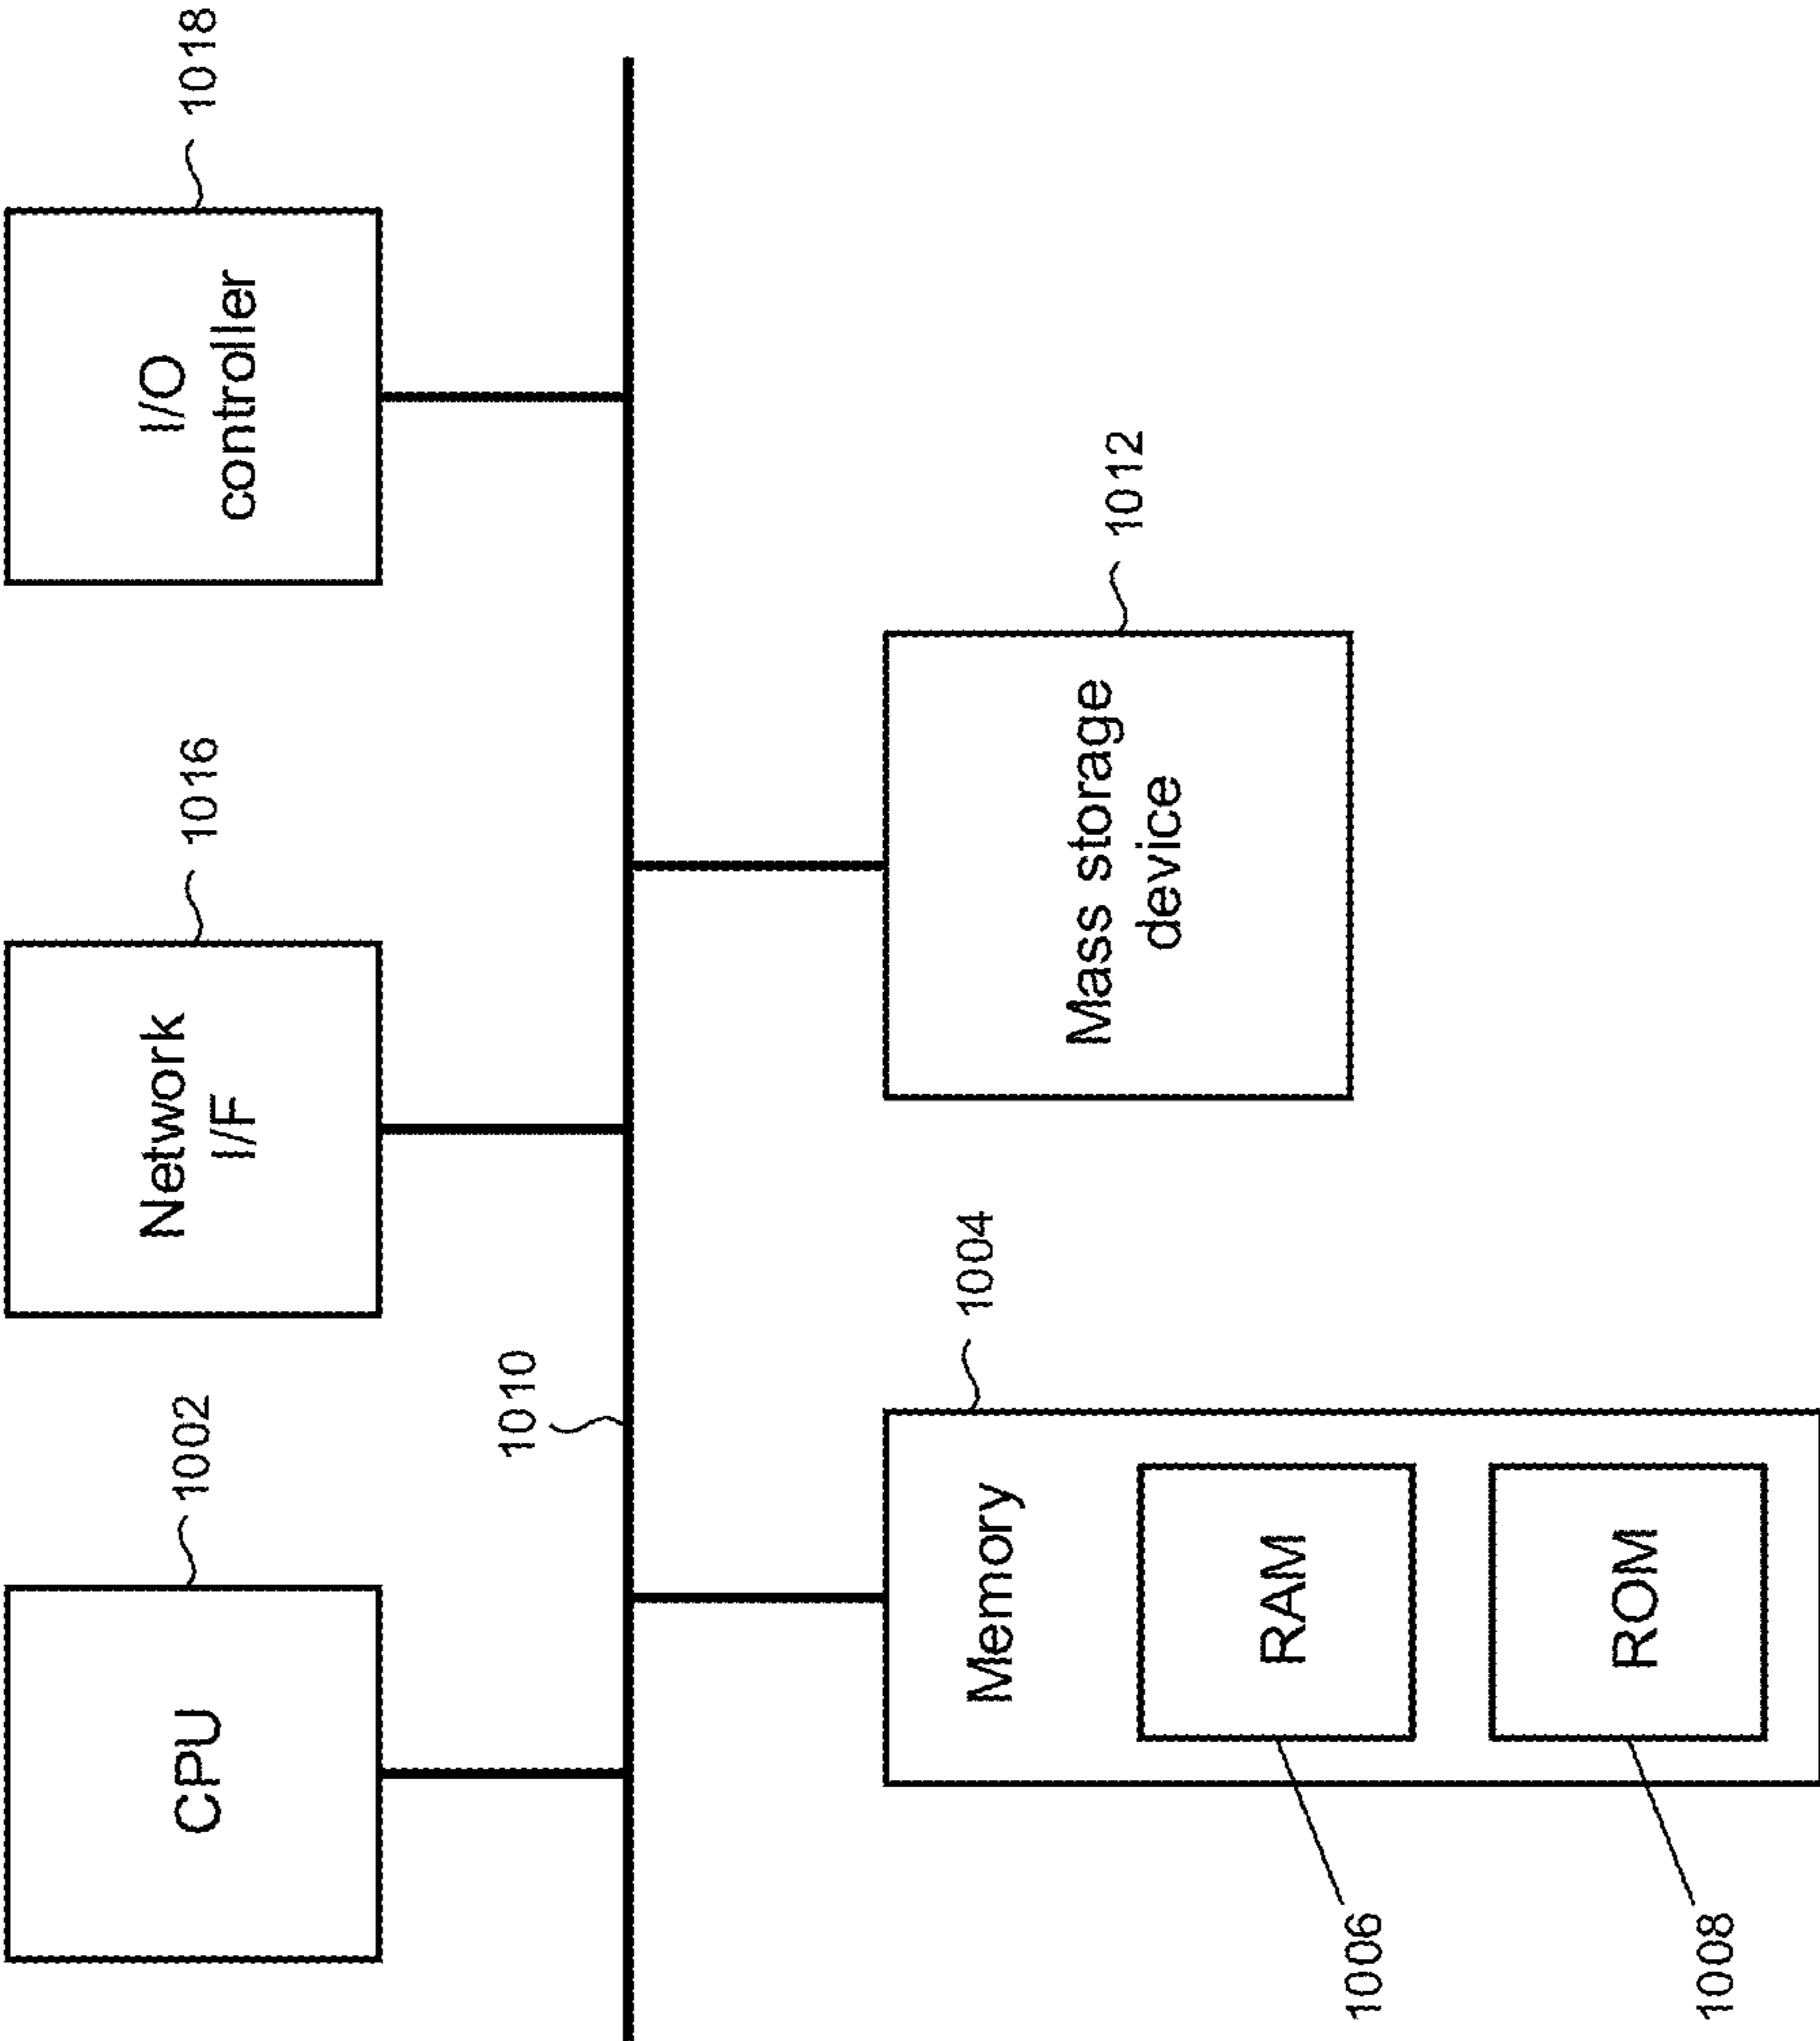 CPU
1002
Network
I/F
1016
I/O
controller
1018
1010
Memory
1004
RAM
1006
ROM
1008
Mass storage
device
1012